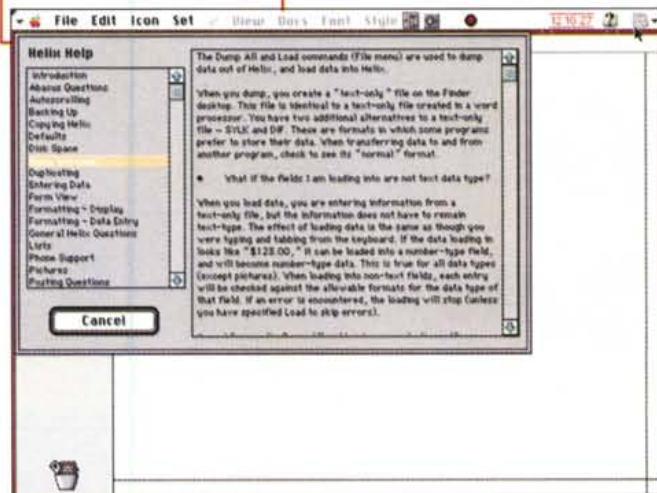 File Edit Icon Set View Docs Font Style 12:10:27
Helix Help
Introduction
Abacus Questions
Autoscrolling
Backing Up
Copying Helix
Defaults
Disk Space
Duplicating
Entering Data
Form View
Formatting - Display
Formatting - Data Entry
General Helix Questions
Lists
Phone Support
Pictures
Posting Questions
Cancel
The Dump All and Load commands (File menu) are used to dump
data out of Helix, and load data into Helix.
When you dump, you create a "text-only" file on the Finder
desktop. This file is identical to a text-only file created in a word
processor. You have two additional alternatives to a text-only
file - SYLK and DIF. These are formats in which some programs
prefer to store their data. When transferring data to and from
another program, check to see its "normal" format.
• What if the fields I am loading into are not text data type?
When you load data, you are entering information from a
text-only file, but the information does not have to remain
text-type. The effect of loading data is the same as though you
were typing and tabbing from the keyboard. If the data loading in
looks like "$123.00," it can be loaded into a number-type field,
and will become number-type data. This is true for all data types
(except pictures). When loading into non-text fields, each entry
will be checked against the allowable formats for the data type of
that field. If an error is encountered, the loading will stop (unless
you have specified Load to skip errors).